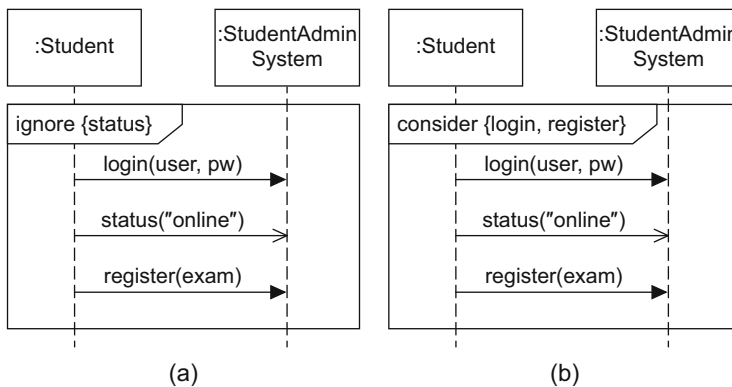 :Student
:StudentAdmin
System
ignore {status}
login(user, pw)
status("online")
register(exam)
(a)
:Student
:StudentAdmin
System
consider {login, register}
login(user, pw)
status("online")
register(exam)
(b)